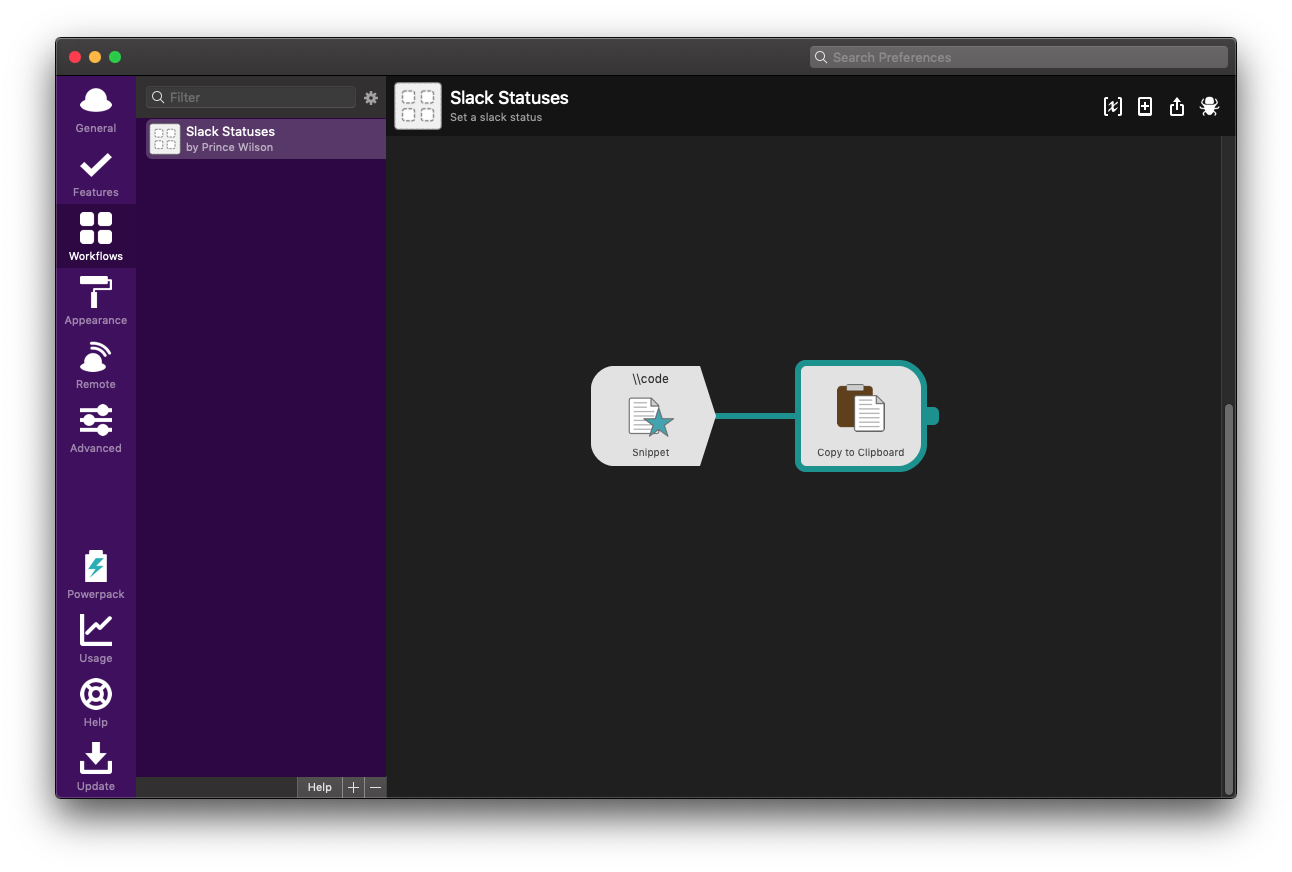 Search Preferences
General
Features
Workflows
Appearance
Remote
Advanced
Powerpack
Usage
Help
Update
Filter
Slack Statuses
by Prince Wilson
Help
Slack Statuses
Set a slack status
\\code
Snippet
Copy to Clipboard